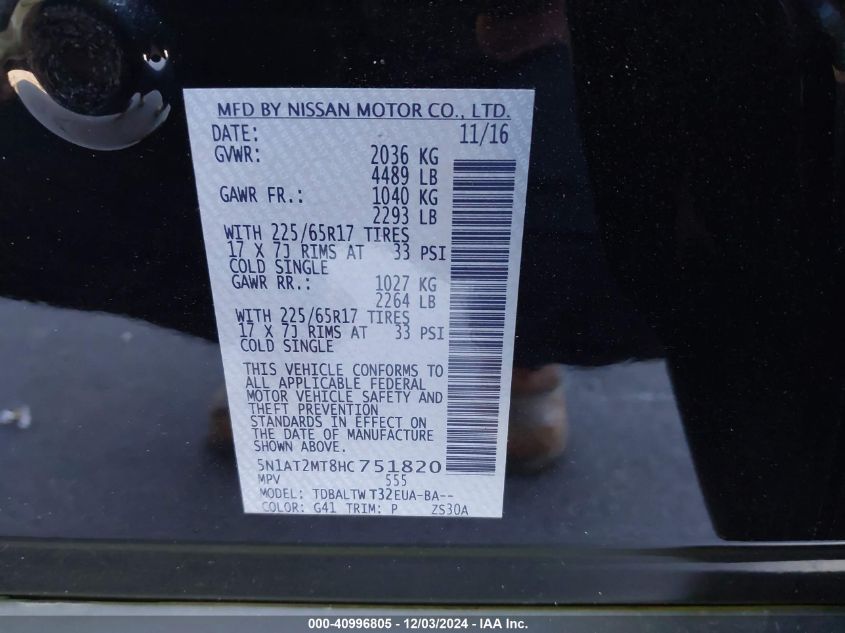 MFD BY NISSAN MOTOR CO., LTD.
DATE: 11/16
GVWR: 2036 KG
4489 LB
GAWR FR.: 1040 KG
2293 LB
WITH 225/65R17 TIRES
17 X 7J RIMS AT 33 PSI
COLD SINGLE
GAWR RR.: 1027 KG
2264 LB
WITH 225/65R17 TIRES
17 X 7J RIMS AT 33 PSI
COLD SINGLE
THIS VEHICLE CONFORMS TO
ALL APPLICABLE FEDERAL
MOTOR VEHICLE SAFETY AND
THEFT PREVENTION
STANDARDS IN EFFECT ON
THE DATE OF MANUFACTURE
SHOWN ABOVE.
5N1AT2MT8HC751820
MPV 555
MODEL: TDBALTW T32EUA-BA--
COLOR: G41 TRIM: P ZS30A
000-40996805 - 12/03/2024 - IAA Inc.